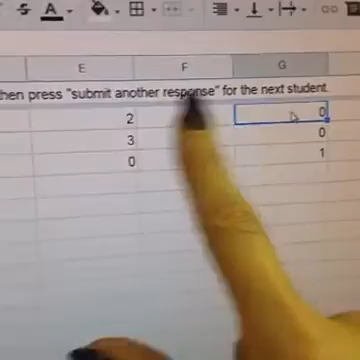 A
E F G
then press "submit another response" for the next student.
2 0
3 0
0 1